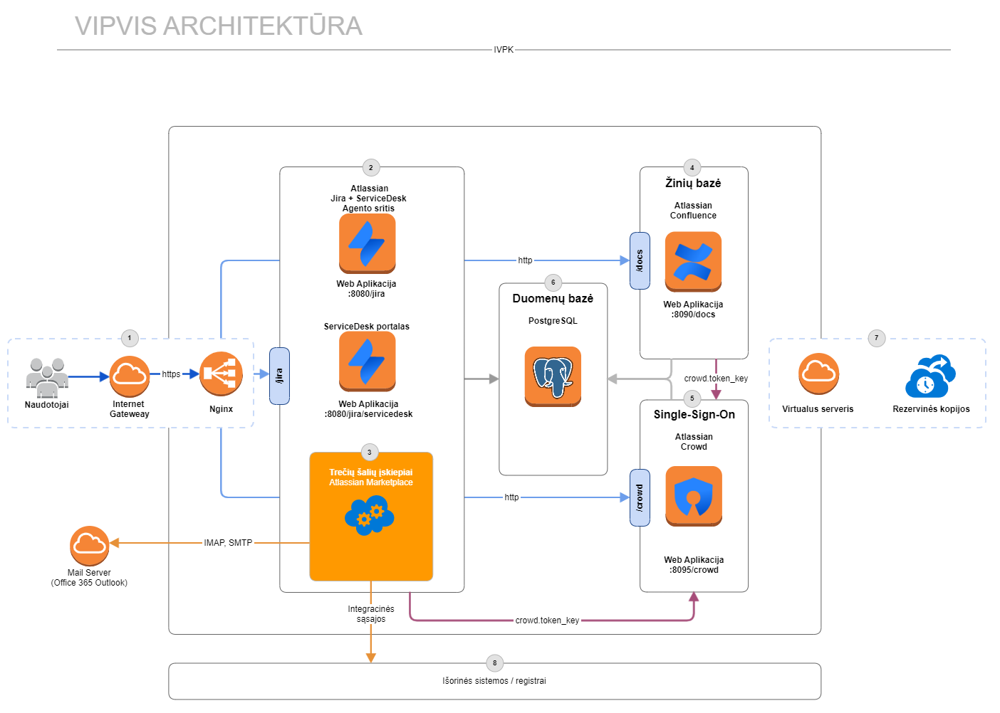 VIPVIS ARCHITEKTŪRA
IVPK
2
Atlassian
Jira + ServiceDesk
Agento sritis
Web Aplikacija
:8080/jira
ServiceDesk portalas
Web Aplikacija
:8080/jira/servicedesk
/jira
1
Naudotojai
Internet
Gateweay
https
Nginx
3
Trečių šalių įskiepiai
Atlassian Marketplace
IMAP, SMTP
Mail Server
(Office 365 Outlook)
Integracinės
sąsajos
http
4
Žinių bazė
Atlassian
Confluence
/docs
Web Aplikacija
:8090/docs
6
Duomenų bazė
PostgreSQL
crowd.token_key
5
Single-Sign-On
Atlassian
Crowd
http
/crowd
Web Aplikacija
:8095/crowd
crowd.token_key
7
Virtualus serveris
Rezervinės kopijos
8
Išorinės sistemos / registrai